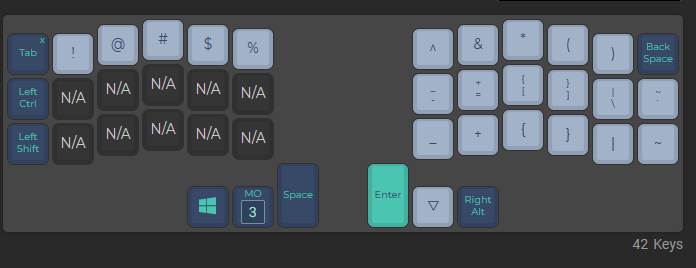 Tab x ! @ # $ % ^ & * ( ) Back Space
Left Ctrl N/A N/A N/A N/A N/A _ - + = { [ } ] | \ ~ `
Left Shift N/A N/A N/A N/A N/A _ + { } | ~
MO 3 Space Enter ▽ Right Alt
42 Keys